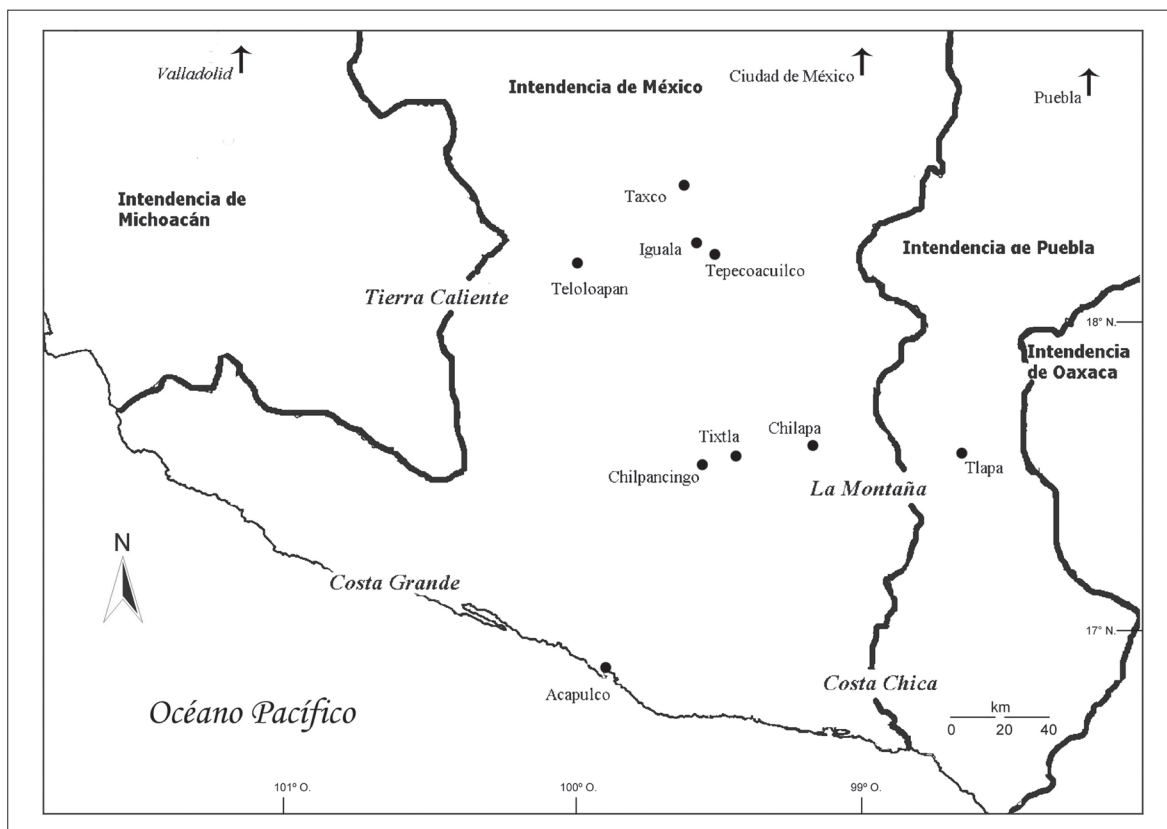 Valladolid
Intendencia de México
Ciudad de México
Puebla
Intendencia de
Michoacán
Taxco
Iguala
Tepecoacuilco
Teloloapan
Tierra Caliente
Intendencia de Puebla
18° N.
Intendencia
de Oaxaca
Tixtla
Chilapa
Chilpancingo
Tlapa
La Montaña
N
Costa Grande
17° N.
Acapulco
Costa Chica
Océano Pacífico
km
0 20 40
101° O.
100° O.
99° O.